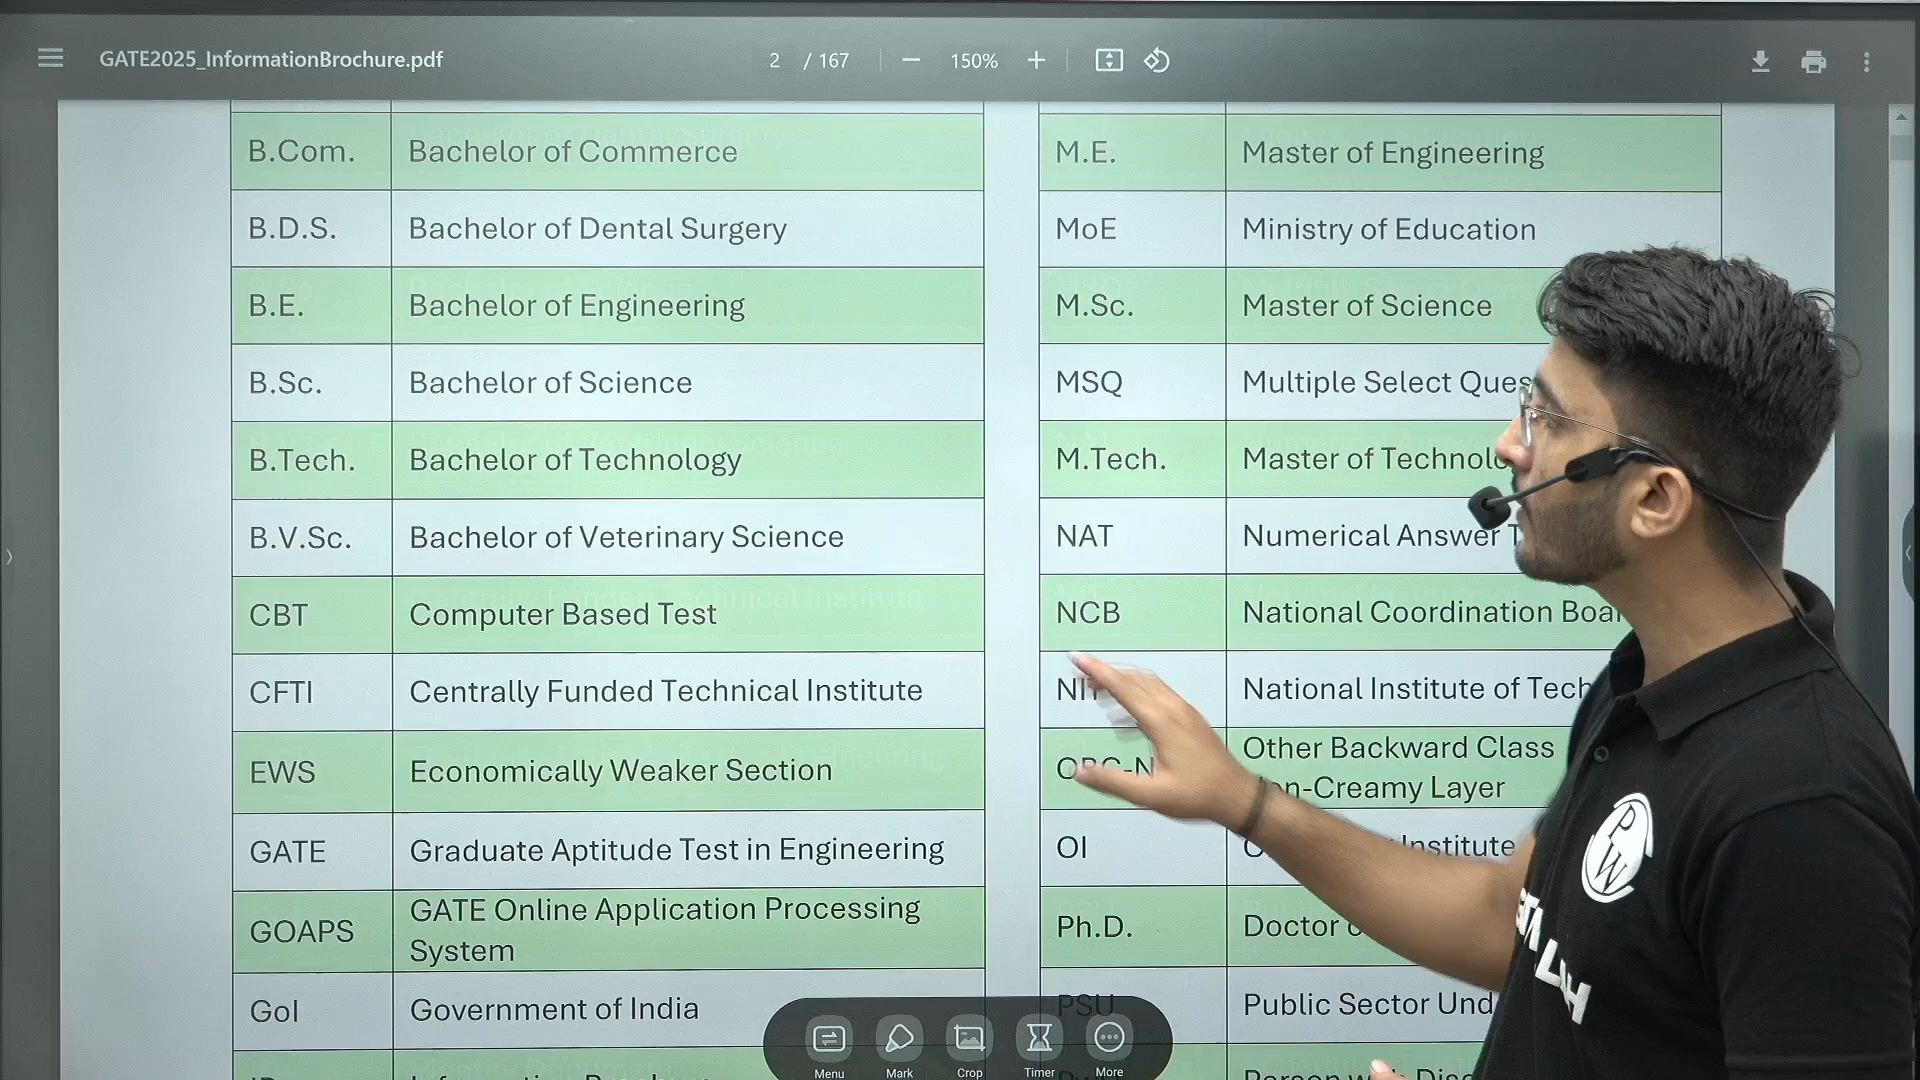 GATE2025_InformationBrochure.pdf
2 / 167
150%
B.Com. Bachelor of Commerce
B.D.S. Bachelor of Dental Surgery
B.E. Bachelor of Engineering
B.Sc. Bachelor of Science
B.Tech. Bachelor of Technology
B.V.Sc. Bachelor of Veterinary Science
CBT Computer Based Test
CFTI Centrally Funded Technical Institute
EWS Economically Weaker Section
GATE Graduate Aptitude Test in Engineering
GOAPS GATE Online Application Processing
System
GoI Government of India
M.E. Master of Engineering
MoE Ministry of Education
M.Sc. Master of Science
MSQ Multiple Select Ques
M.Tech. Master of Technolo
NAT Numerical Answer T
NCB National Coordination Boar
NIT National Institute of Tech
Other Backward Class
on-Creamy Layer
OI Institute
Ph.D. Doctor o
PSU Public Sector Und
Menu Mark Crop Timer More
PW